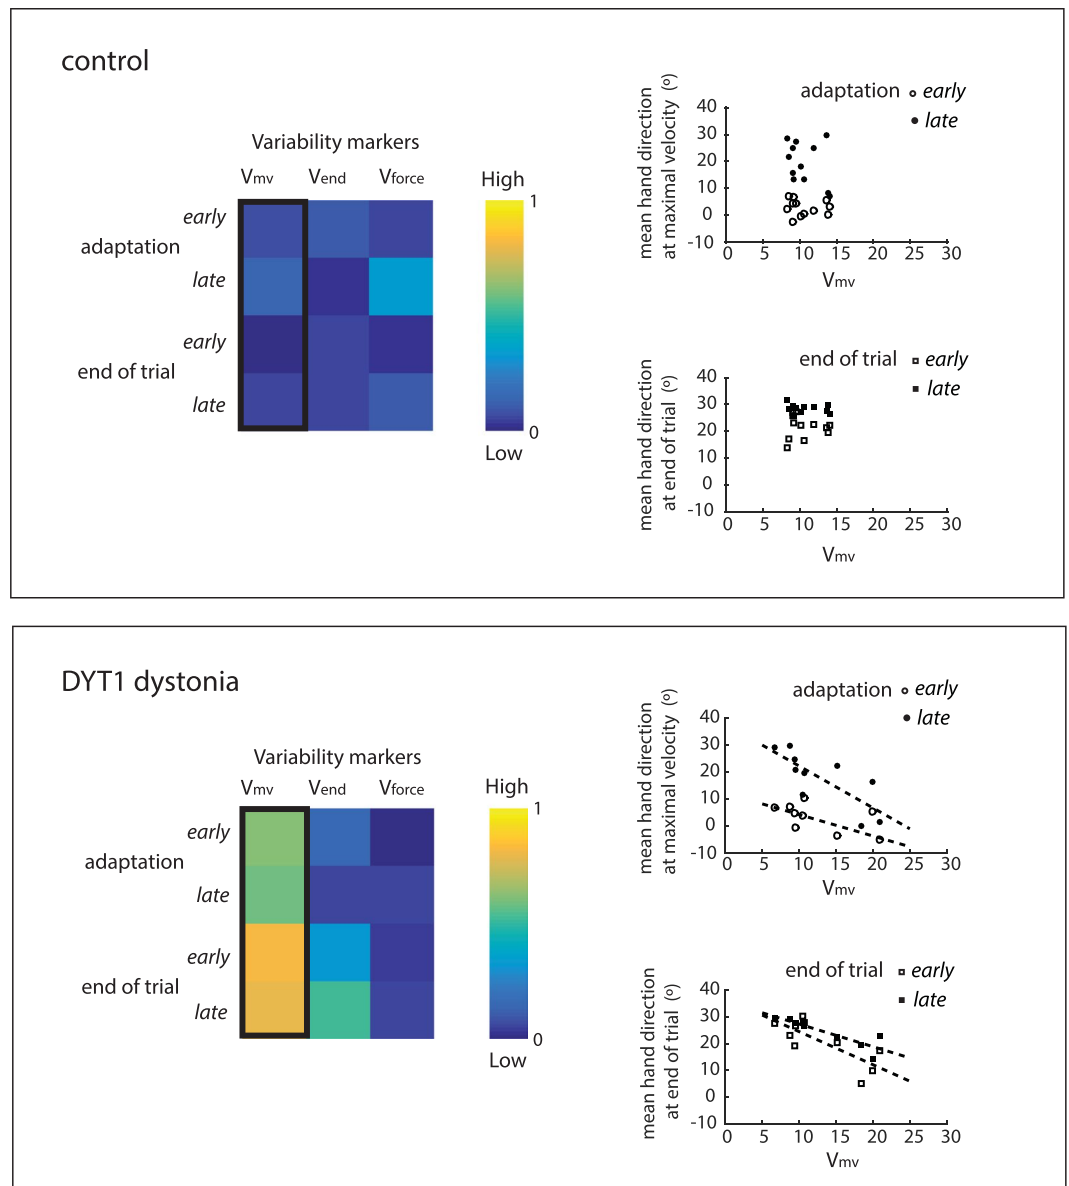 control
Variability markers
Vmv Vend Vforce
early
adaptation
late
early
end of trial
late
High
1
0
Low
adaptation early
late
mean hand direction
at maximal velocity (º)
40
30
20
10
0
-10
0 5 10 15 20 25 30
Vmv
end of trial early
late
mean hand direction
at end of trial (º)
40
30
20
10
0
-10
0 5 10 15 20 25 30
Vmv
DYT1 dystonia
Variability markers
Vmv Vend Vforce
early
adaptation
late
early
end of trial
late
High
1
0
Low
adaptation early
late
mean hand direction
at maximal velocity (º)
40
30
20
10
0
-10
0 5 10 15 20 25 30
Vmv
end of trial early
late
mean hand direction
at end of trial (º)
40
30
20
10
0
-10
0 5 10 15 20 25 30
Vmv